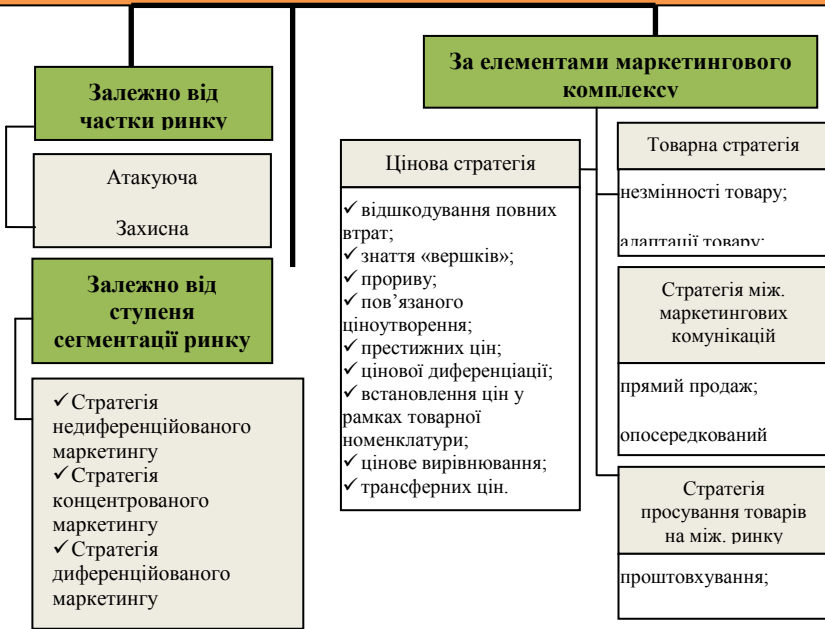 Залежно від
частки ринку
Атакуюча
Захисна
Залежно від
ступеня
сегментації ринку
✓Стратегія
недиференційованого
маркетингу
✓Стратегія
концентрованого
маркетингу
✓Стратегія
диференційованого
маркетингу
За елементами маркетингового
комплексу
Цінова стратегія
✓відшкодування повних
втрат;
✓знаття «вершків»;
✓прориву;
✓пов’язаного
ціноутворення;
✓престижних цін;
✓цінової диференціації;
✓встановлення цін у
рамках товарної
номенклатури;
✓цінове вирівнювання;
✓трансферних цін.
Товарна стратегія
незмінності товару;
адаптації товару;
Стратегія між.
маркетингових
комунікацій
прямий продаж;
опосередкований
Стратегія
просування товарів
на між. ринку
проштовхування;